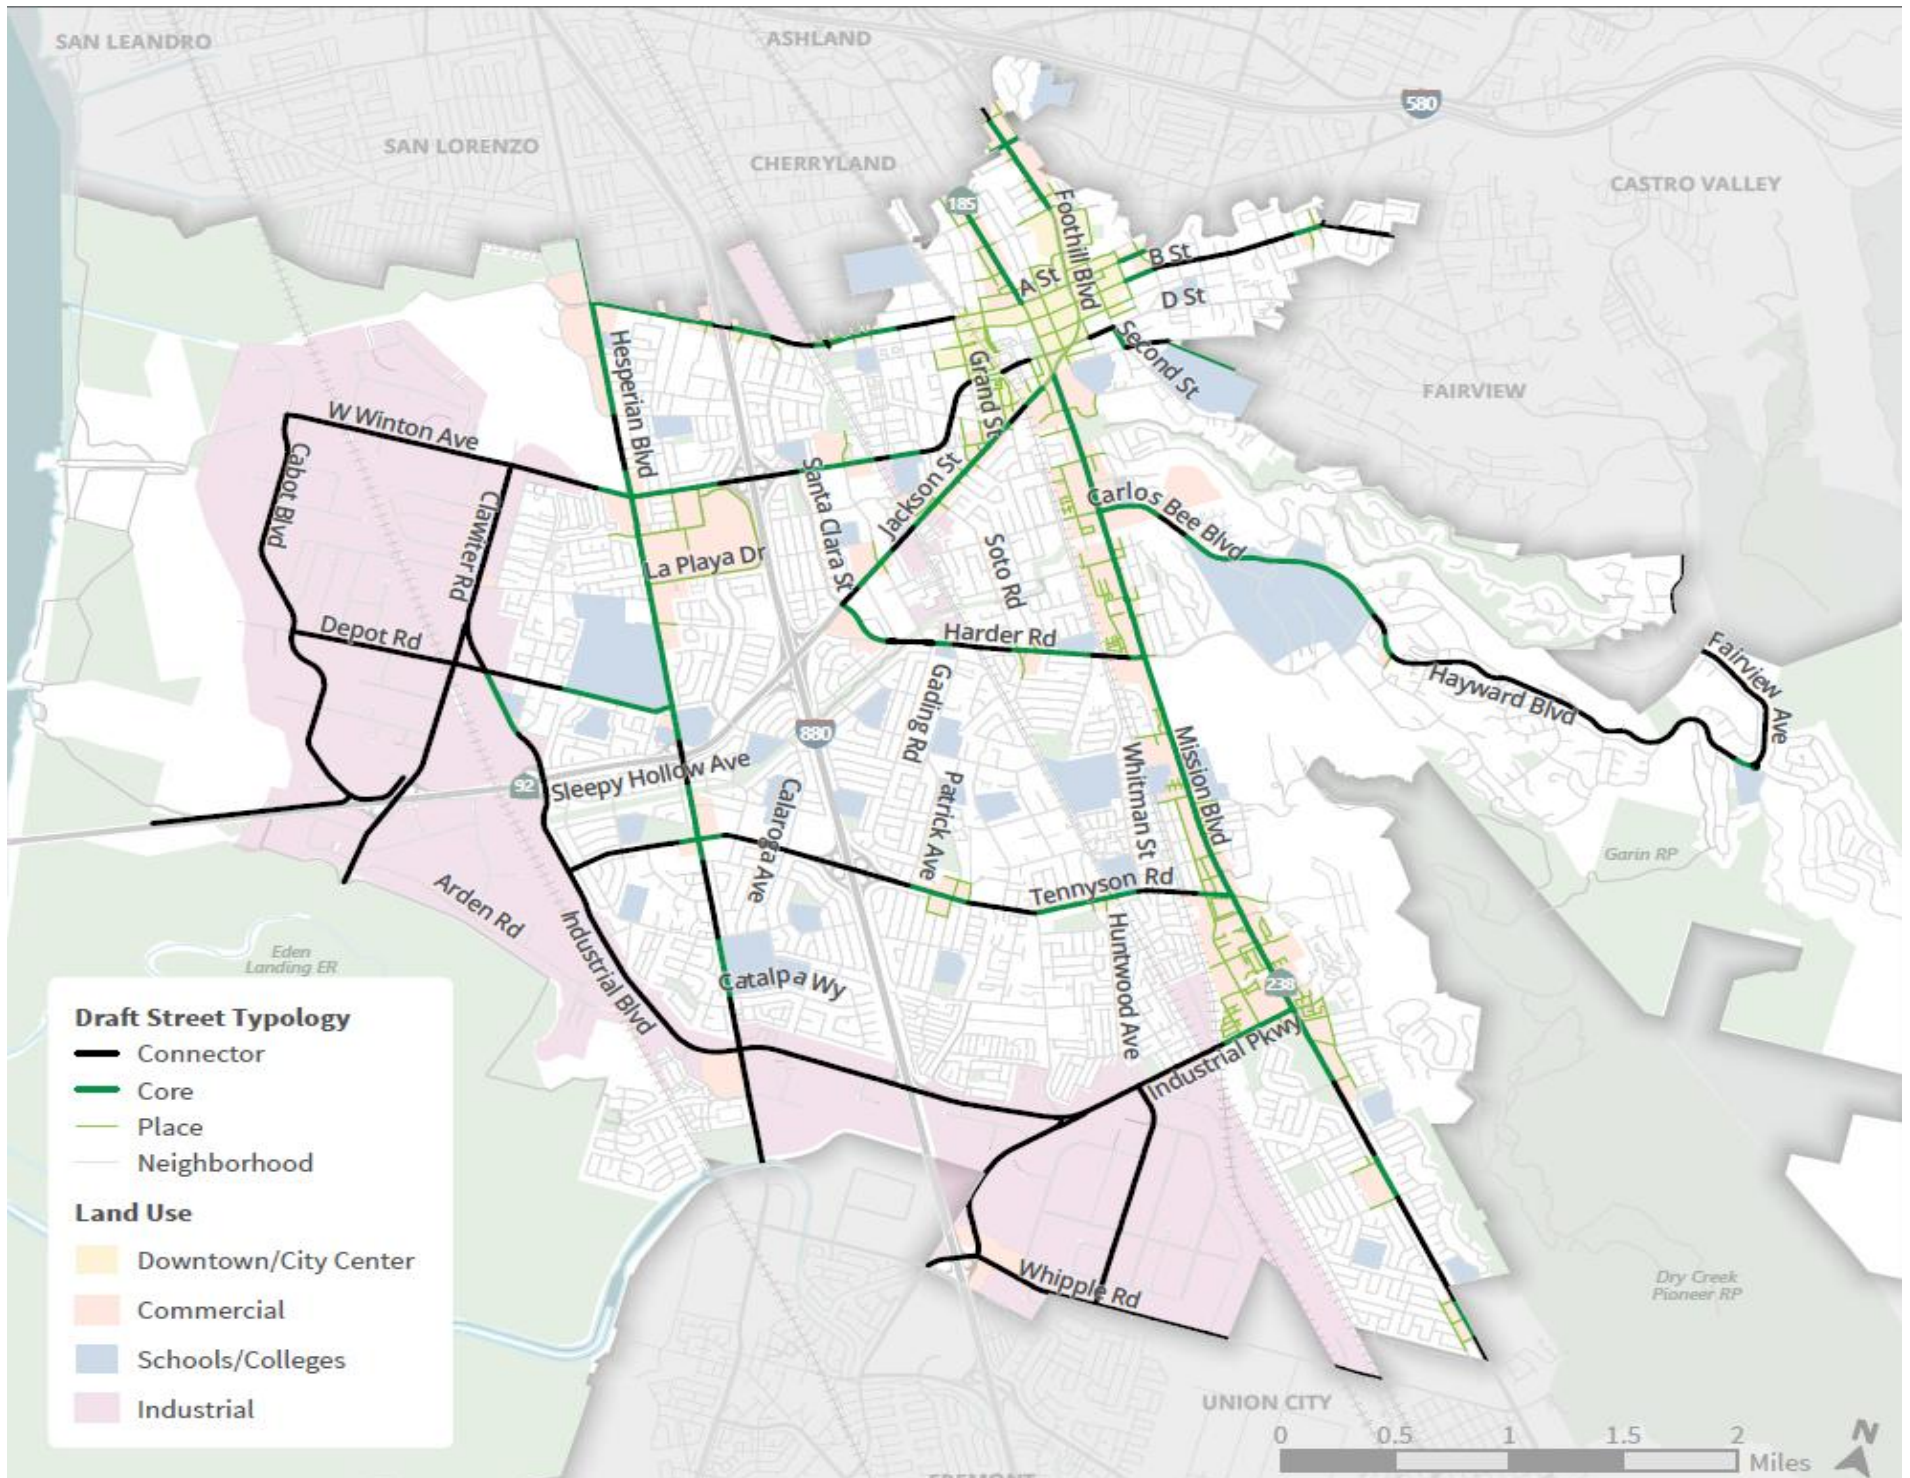 SAN LEANDRO
ASHLAND
580
SAN LORENZO
CHERRYLAND
CASTRO VALLEY
185
Foothill Blvd
B St
A St
D St
Second St
Hesperian Blvd
Grand St
FAIRVIEW
W Winton Ave
Cabot Blvd
Clawiter Rd
Santa Clara St
Jackson St
Carlos Bee Blvd
La Playa Dr
Soto Rd
Depot Rd
Harder Rd
Fairview Ave
Gading Rd
Hayward Blvd
880
Mission Blvd
Whitman St
92
Sleepy Hollow Ave
Calaroga Ave
Patrick Ave
Garin RP
Tennyson Rd
Arden Rd
Industrial Blvd
Huntwood Ave
Eden
Landing ER
Catalpa Wy
238
Industrial Pkwy
Draft Street Typology
Connector
Core
Place
Neighborhood
Land Use
Downtown/City Center
Commercial
Schools/Colleges
Industrial
Whipple Rd
Dry Creek
Pioneer RP
UNION CITY
FREMONT
0 0.5 1 1.5 2
Miles
N